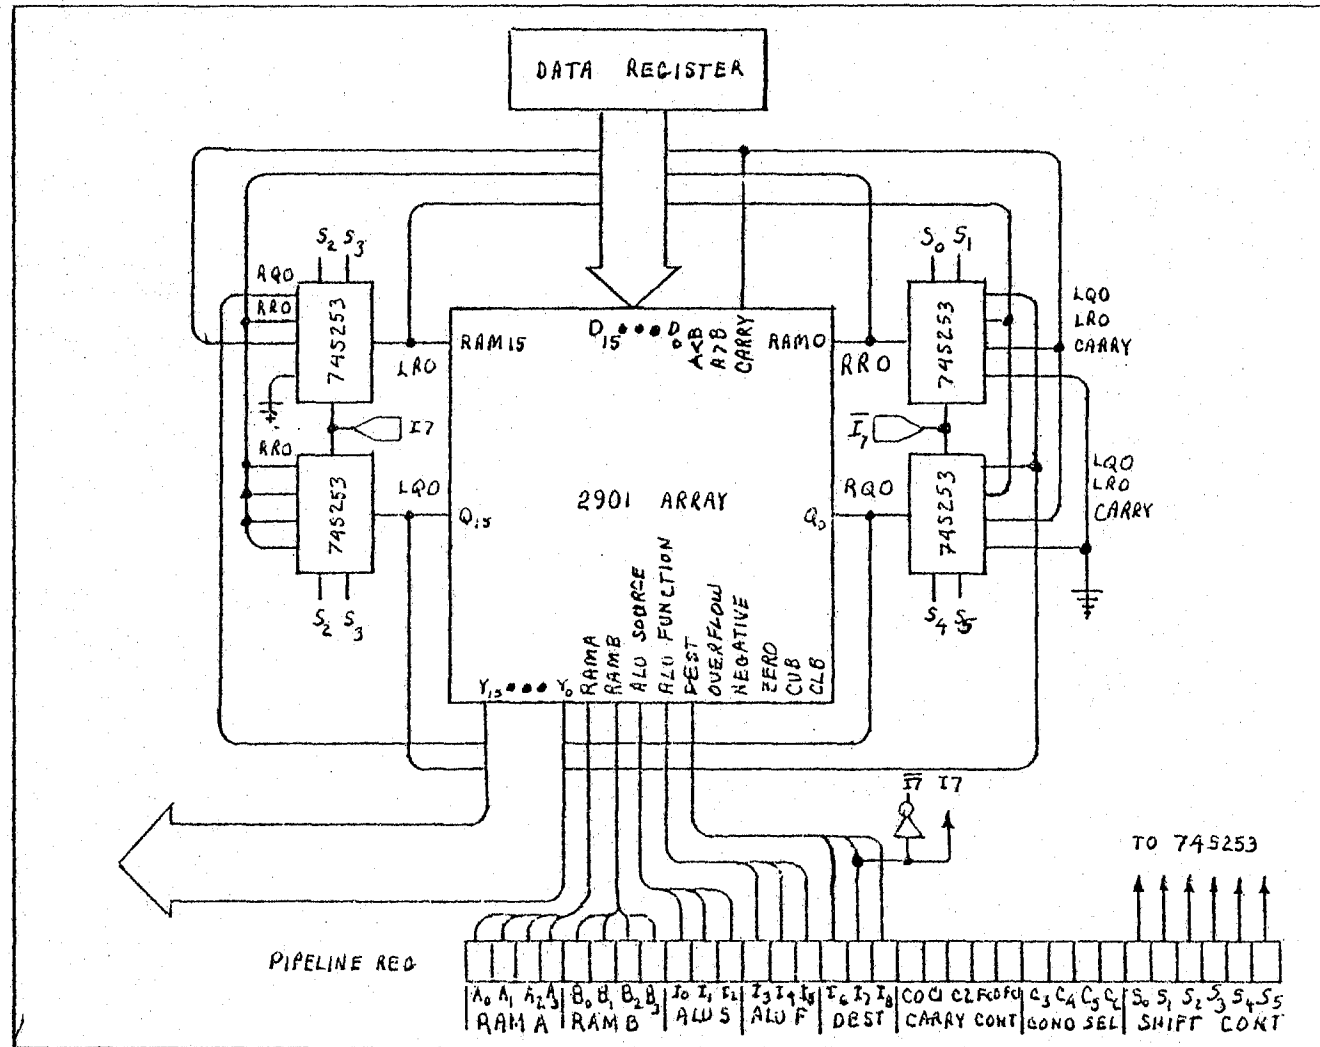 DATA REGISTER
S2 S3
S0 S1
RQO
RRO
74S253
LRO
RAM15
D15 • • • D0
A<B
A>B
CARRY
RAM0
RRO
74S253
LQO
LRO
CARRY
I7
I7
RRO
74S253
LQO
Q15
2901 ARRAY
Q0
RQO
74S253
LQO
LRO
CARRY
S2 S3
S4 S5
Y15 • • • Y0
RAMA
RAMB
ALU SOURCE
ALU FUNCTION
DEST
OVERFLOW
NEGATIVE
ZERO
CUB
CLB
I7 I7
TO 74S253
PIPELINE REG
A0 A1 A2 A3 B0 B1 B2 B3 I0 I1 I2 I3 I4 I5 I6 I7 I8 C0 C1 C2 C3 C4 C5 S0 S1 S2 S3 S4 S5
RAM A RAM B ALU S ALU F DEST CARRY CONT COND SEL SHIFT CONT